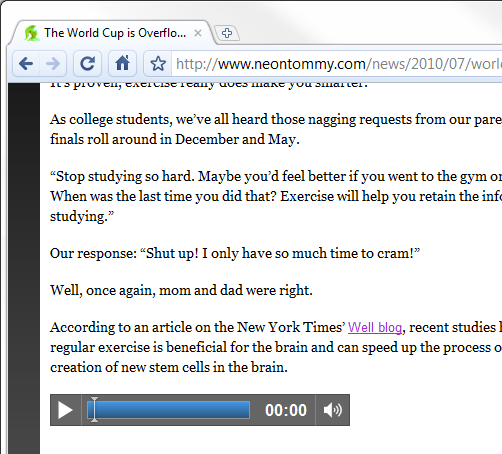 The World Cup is Overflo...
http://www.neontommy.com/news/2010/07/worl
It's proven, exercise really does make you smarter.
As college students, we've all heard those nagging requests from our pare
finals roll around in December and May.
“Stop studying so hard. Maybe you'd feel better if you went to the gym or
When was the last time you did that? Exercise will help you retain the info
studying.”
Our response: “Shut up! I only have so much time to cram!”
Well, once again, mom and dad were right.
According to an article on the New York Times' Well blog, recent studies
regular exercise is beneficial for the brain and can speed up the process o
creation of new stem cells in the brain.
00:00